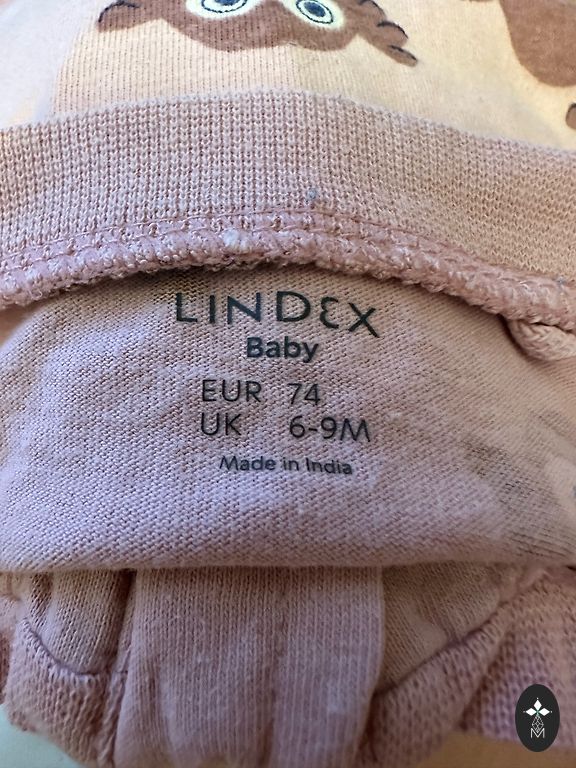 LINDEX
Baby
EUR 74
UK 6-9M
Made in India